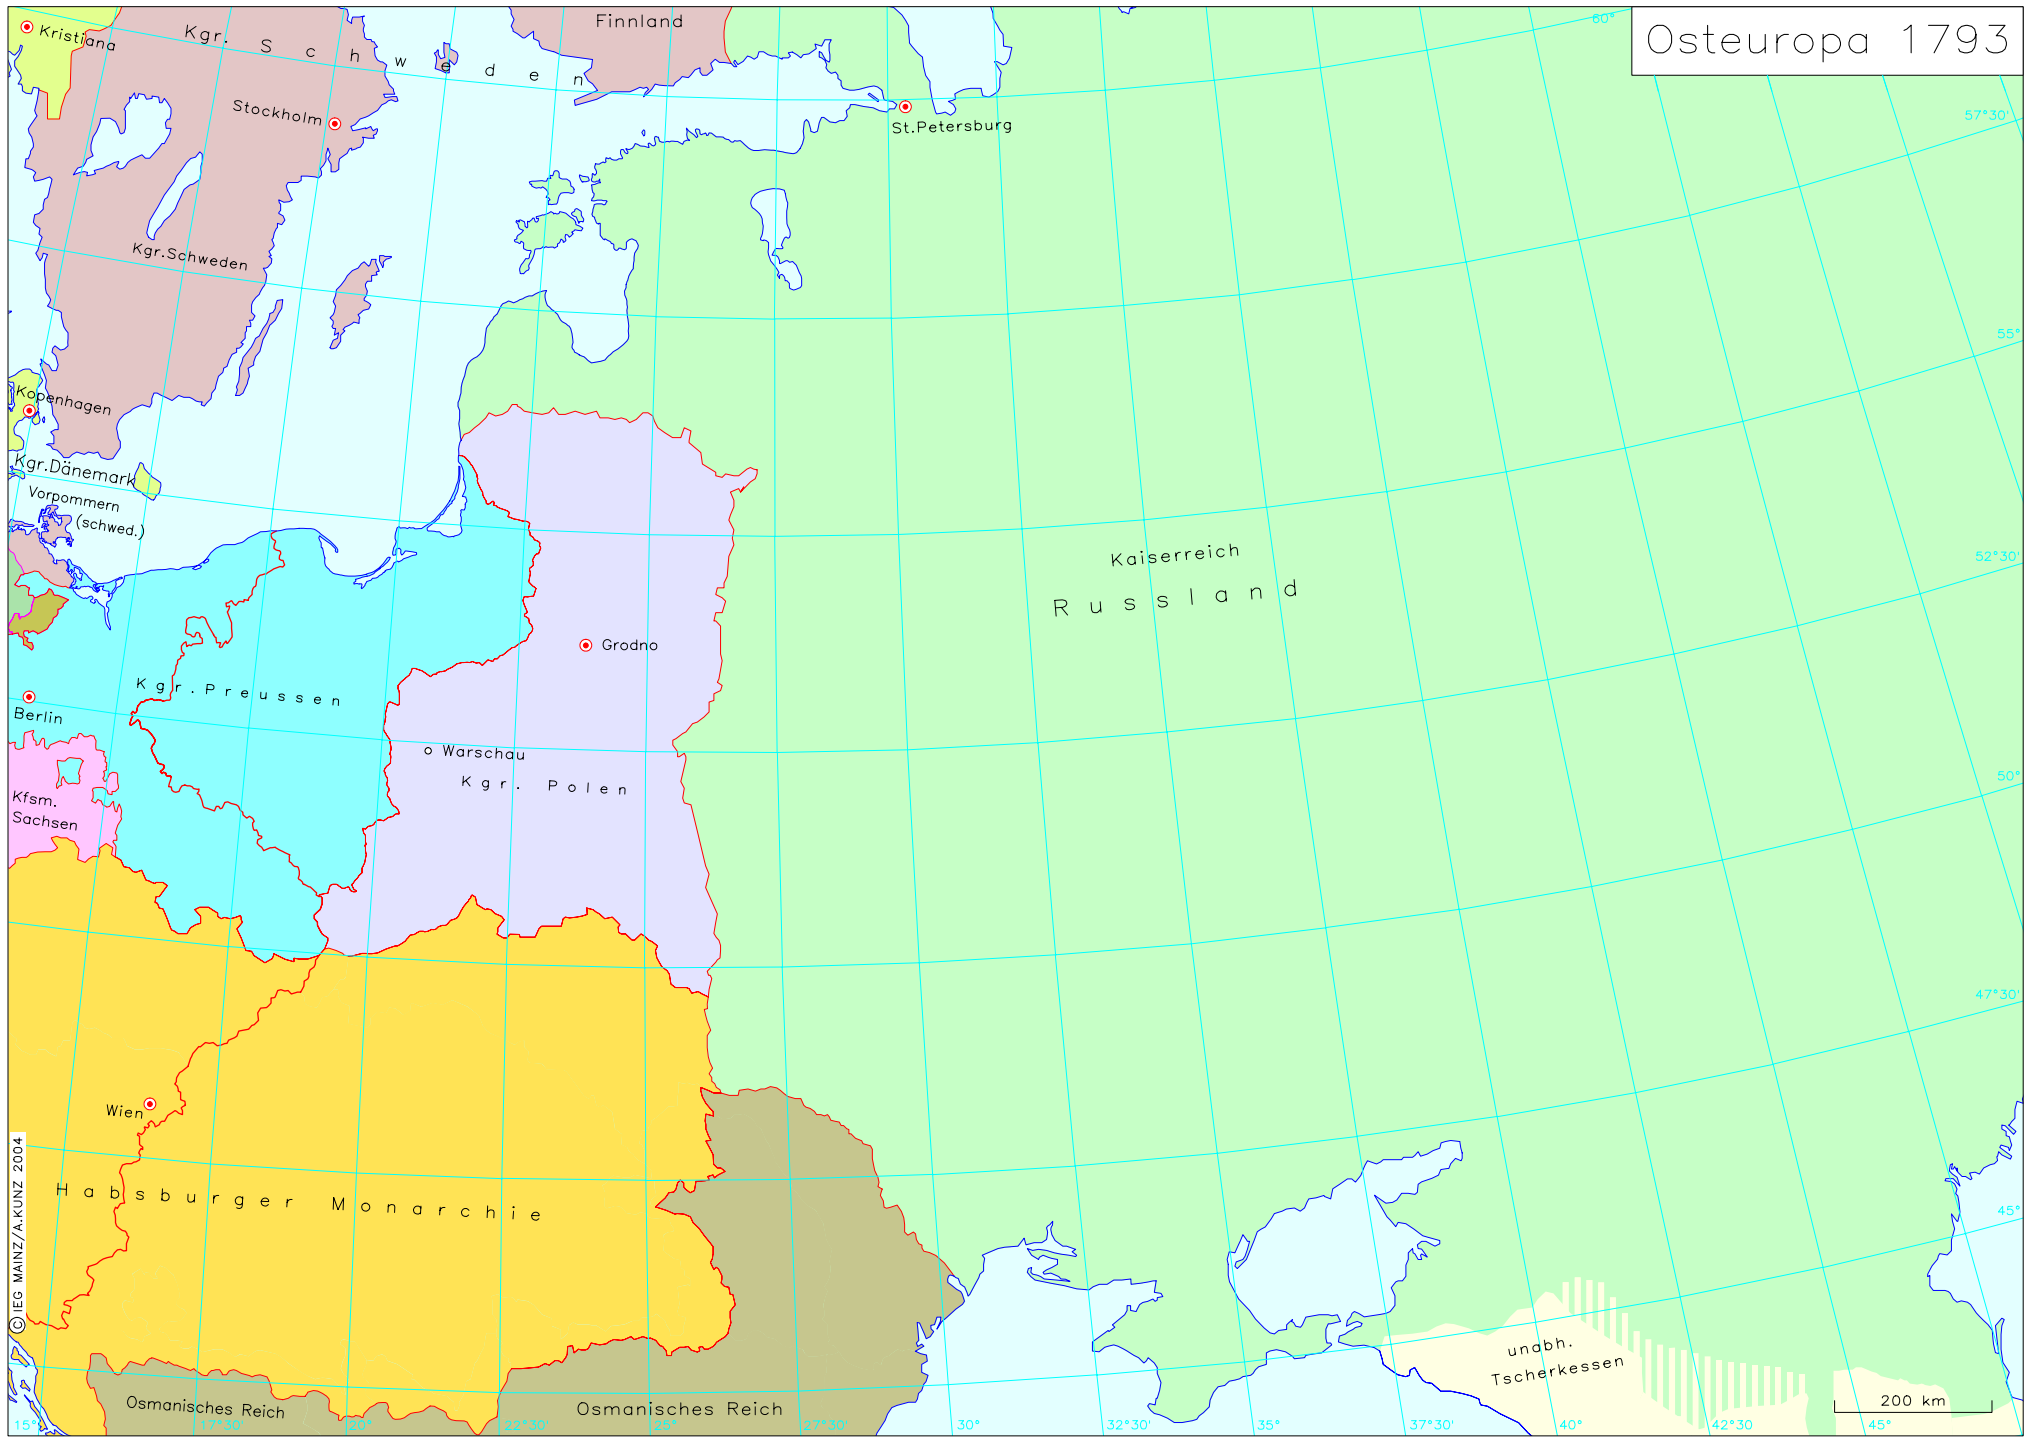 Osteuropa 1793
Kristiana
Kgr. Schweden
Finnland
Stockholm
St.Petersburg
Kgr.Schweden
Kopenhagen
Kgr.Dänemark
Vorpommern
(schwed.)
Kaiserreich
Russland
Grodno
Kgr.Preussen
Berlin
Warschau
Kgr. Polen
Kfsm.
Sachsen
Wien
Habsburger Monarchie
Osmanisches Reich
Osmanisches Reich
unabh.
Tscherkessen
200 km
60°
57°30'
55°
52°30'
50°
47°30'
45°
15°
17°30'
20°
22°30'
25°
27°30'
30°
32°30'
35°
37°30'
40°
42°30'
45°
©IEG MAINZ/A.KUNZ 2004